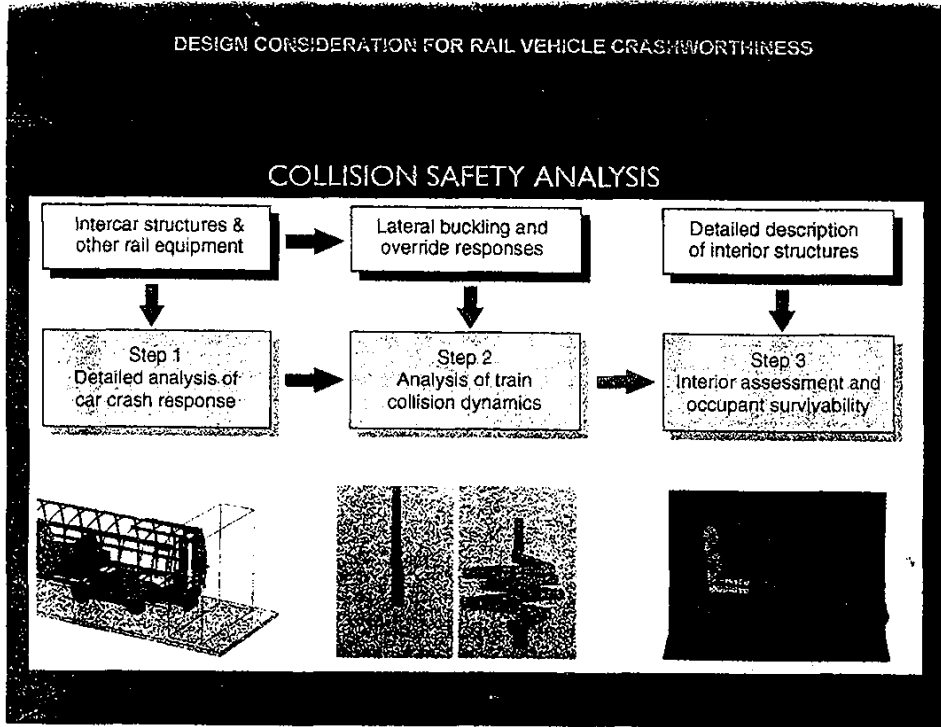 DESIGN CONSIDERATION FOR RAIL VEHICLE CRASHWORTHINESS
COLLISION SAFETY ANALYSIS
Intercar structures &
other rail equipment
Lateral buckling and
override responses
Detailed description
of interior structures
Step 1
Detailed analysis of
car crash response
Step 2
Analysis of train
collision dynamics
Step 3
Interior assessment and
occupant survivability